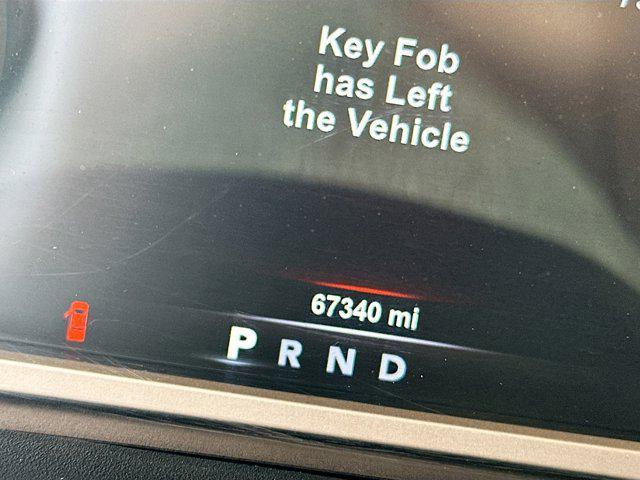 Key Fob
has Left
the Vehicle
67340 mi
P R N D